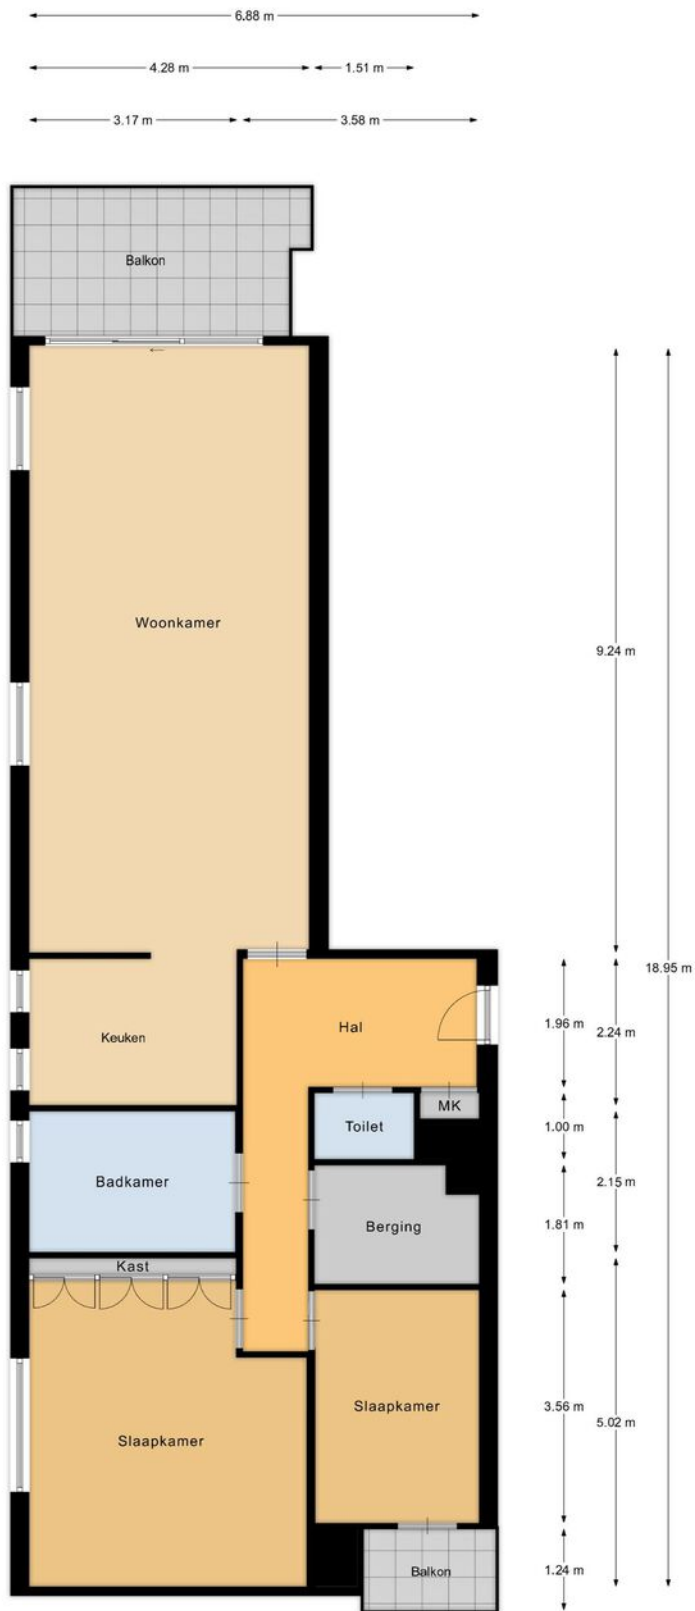 6.88 m
4.28 m
1.51 m
3.17 m
3.58 m
Balkon
Woonkamer
9.24 m
18.95 m
Hal
1.96 m
2.24 m
Keuken
MK
Toilet
1.00 m
Badkamer
2.15 m
Berging
1.81 m
Kast
Slaapkamer
3.56 m
5.02 m
Slaapkamer
Balkon
1.24 m